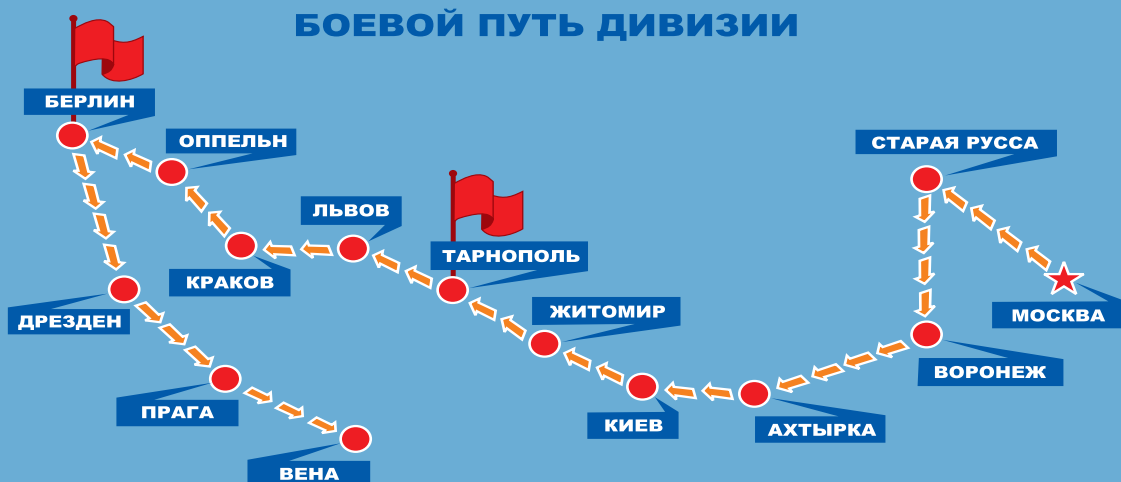 БОЕВОЙ ПУТЬ ДИВИЗИИ
БЕРЛИН
ОППЕЛЬН
СТАРАЯ РУССА
ЛЬВОВ
ТАРНОПОЛЬ
КРАКОВ
ЖИТОМИР
МОСКВА
ДРЕЗДЕН
ВОРОНЕЖ
ПРАГА
КИЕВ
АХТЫРКА
ВЕНА